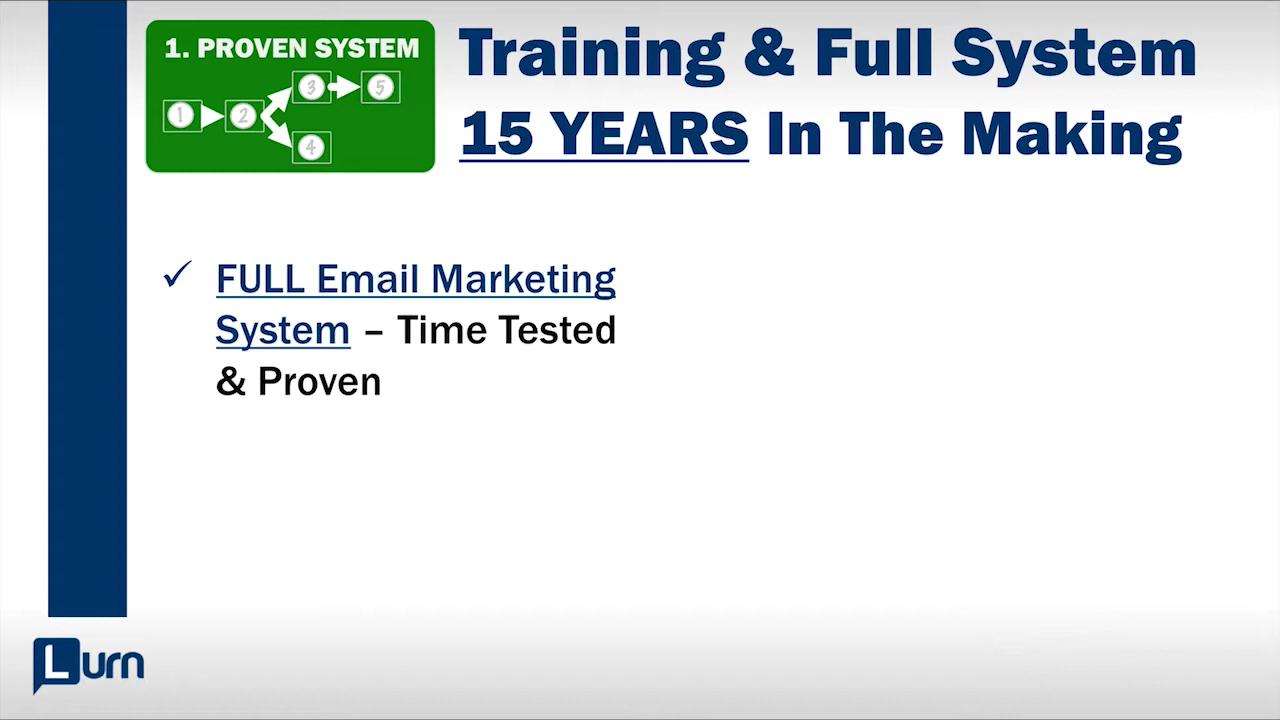 1. PROVEN SYSTEM
1
2
3
5
4
Training & Full System
15 YEARS In The Making
✓ FULL Email Marketing
System – Time Tested
& Proven
Lurn